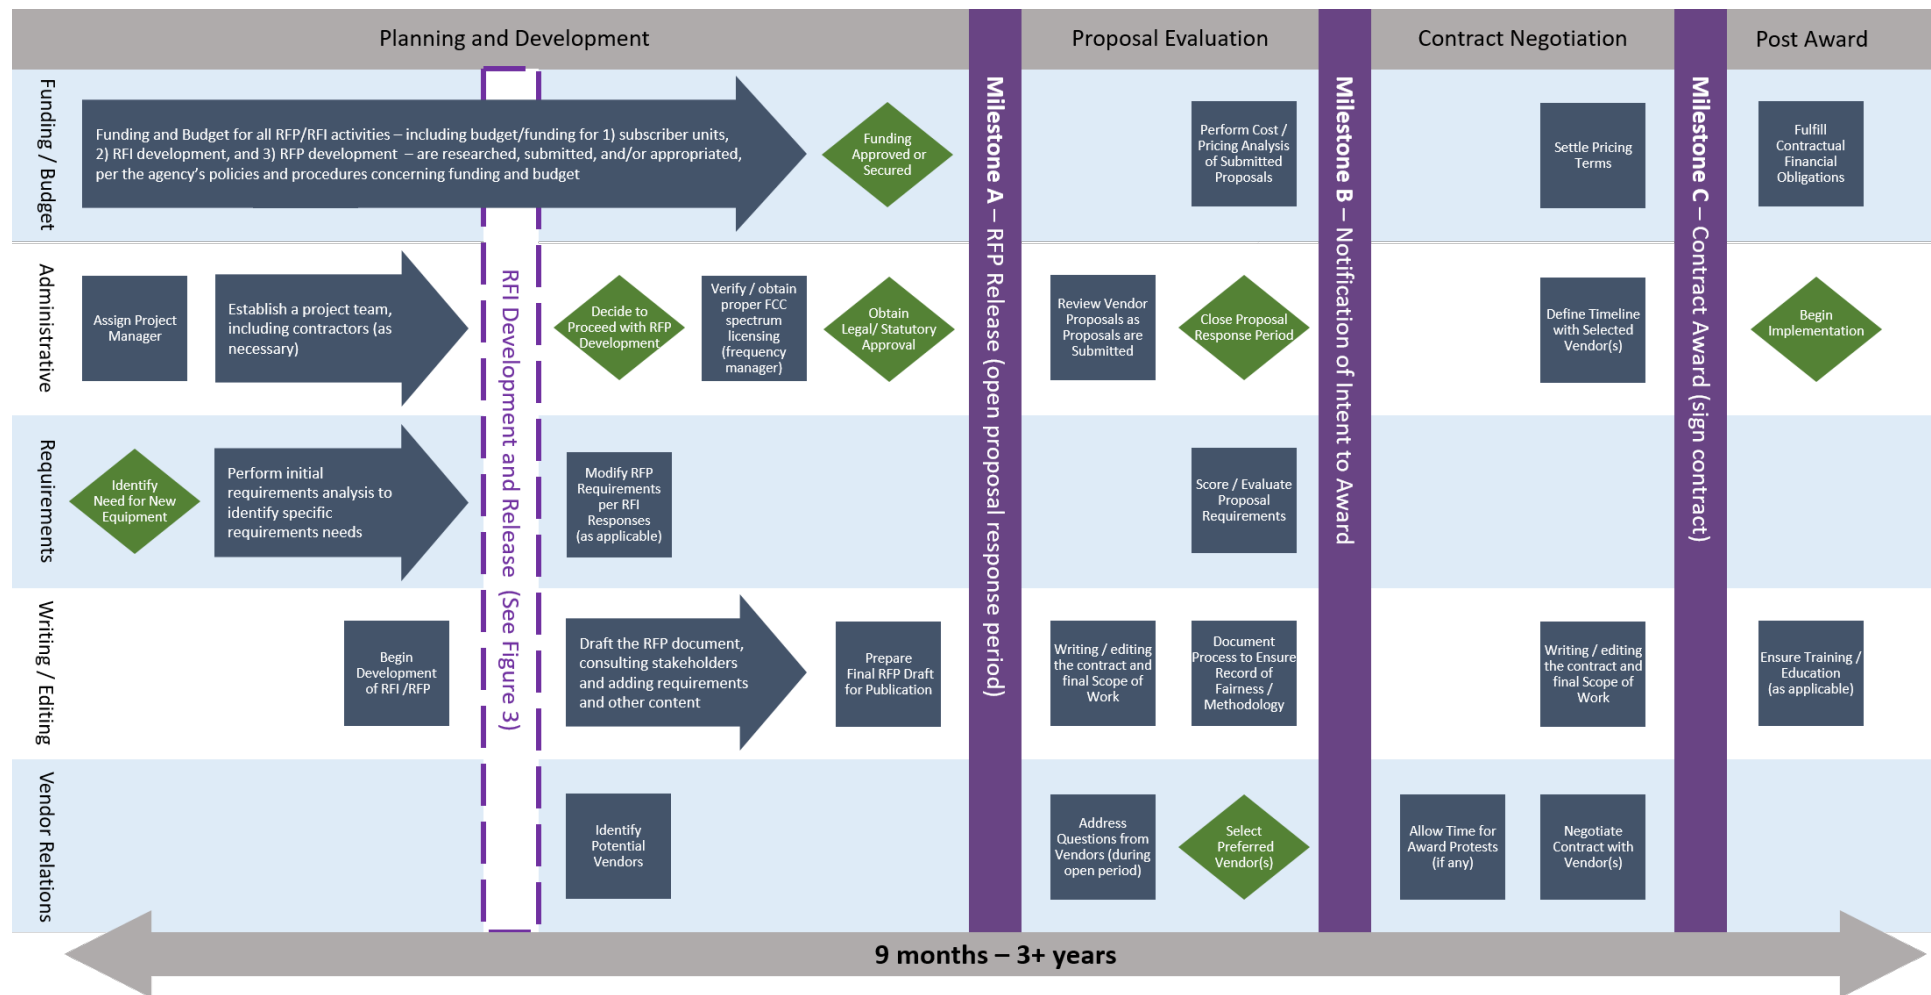 Planning and Development
Proposal Evaluation
Contract Negotiation
Post Award
Funding / Budget
Funding and Budget for all RFP/RFI activities – including budget/funding for 1) subscriber units,
2) RFI development, and 3) RFP development – are researched, submitted, and/or appropriated,
per the agency's policies and procedures concerning funding and budget
Funding
Approved or
Secured
Perform Cost /
Pricing Analysis
of Submitted
Proposals
Settle Pricing
Terms
Fulfill
Contractual
Financial
Obligations
Administrative
Assign Project
Manager
Establish a project team,
including contractors (as
necessary)
Decide to
Proceed with RFP
Development
Verify / obtain
proper FCC
spectrum
licensing
(frequency
manager)
Obtain
Legal/ Statutory
Approval
Review Vendor
Proposals as
Proposals are
Submitted
Close Proposal
Response Period
Define Timeline
with Selected
Vendor(s)
Begin
Implementation
Requirements
Identify
Need for New
Equipment
Perform initial
requirements analysis to
identify specific
requirements needs
Modify RFP
Requirements
per RFI
Responses
(as applicable)
Score / Evaluate
Proposal
Requirements
Writing / Editing
Begin
Development
of RFI /RFP
Draft the RFP document,
consulting stakeholders
and adding requirements
and other content
Prepare
Final RFP Draft
for Publication
Writing / editing
the contract and
final Scope of
Work
Document
Process to Ensure
Record of
Fairness /
Methodology
Writing / editing
the contract and
final Scope of
Work
Ensure Training /
Education
(as applicable)
Vendor Relations
Identify
Potential
Vendors
Address
Questions from
Vendors (during
open period)
Select
Preferred
Vendor(s)
Allow Time for
Award Protests
(if any)
Negotiate
Contract with
Vendor(s)
RFI Development and Release (See Figure 3)
Milestone A – RFP Release (open proposal response period)
Milestone B – Notification of Intent to Award
Milestone C – Contract Award (sign contract)
9 months – 3+ years